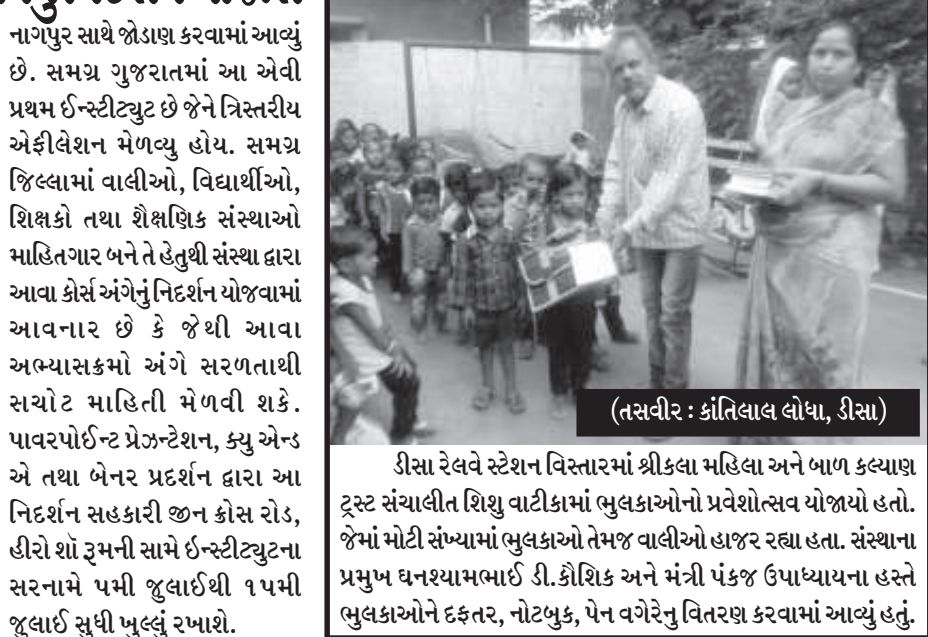 નાગપુર સાથે જોડાણ કરવામાં આવ્યું
છે. સમગ્ર ગુજરાતમાં આ એવી
પ્રથમ ઈન્સ્ટીટ્યુટ છે જેને ત્રિસ્તરીય
એફીલેશન મેળવ્યુ હોય. સમગ્ર
જિલ્લામાં વાલીઓ, વિદ્યાર્થીઓ,
શિક્ષકો તથા શૈક્ષણિક સંસ્થાઓ
માહિતગાર બને તે હેતુથી સંસ્થા દ્વારા
આવા કોર્સ અંગેનું નિદર્શન યોજવામાં
આવનાર છે કે જેથી આવા
અભ્યાસક્રમો અંગે સરળતાથી
સચોટ માહિતી મેળવી શકે.
પાવરપોઈન્ટ પ્રેઝન્ટેશન, ક્યુ એન્ડ
એ તથા બેનર પ્રદર્શન દ્વારા આ
નિદર્શન સહકારી જીન ક્રોસ રોડ,
હીરો શૉ રૂમની સામે ઇન્સ્ટીટ્યુટના
સરનામે ૫મી જુલાઈથી ૧૫મી
જુલાઈ સુધી ખુલ્લું રખાશે.
(તસવીર : કાંતિલાલ લોધા, ડીસા)
ડીસા રેલવે સ્ટેશન વિસ્તારમાં શ્રીકલા મહિલા અને બાળ કલ્યાણ
ટ્રસ્ટ સંચાલીત શિશુ વાટીકામાં ભુલકાઓનો પ્રવેશોત્સવ યોજાયો હતો.
જેમાં મોટી સંખ્યામાં ભુલકાઓ તેમજ વાલીઓ હાજર રહ્યા હતા. સંસ્થાના
પ્રમુખ ઘનશ્યામભાઈ ડી.કૌશિક અને મંત્રી પંકજ ઉપાધ્યાયના હસ્તે
ભુલકાઓને દફતર, નોટબુક, પેન વગેરેનુ વિતરણ કરવામાં આવ્યું હતું.